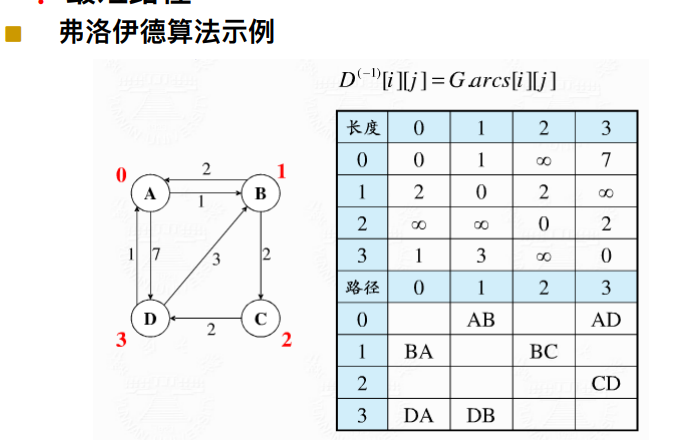 弗洛伊德算法示例
D^(-1)[i][j]=G.arcs[i][j]
长度 0 1 2 3
0 0 1 ∞ 7
1 2 0 2 ∞
2 ∞ ∞ 0 2
3 1 3 ∞ 0
路径 0 1 2 3
0 AB AD
1 BA BC
2 CD
3 DA DB
0 2 1
A 1 B
1 7 3 2
D 2 C
3 2